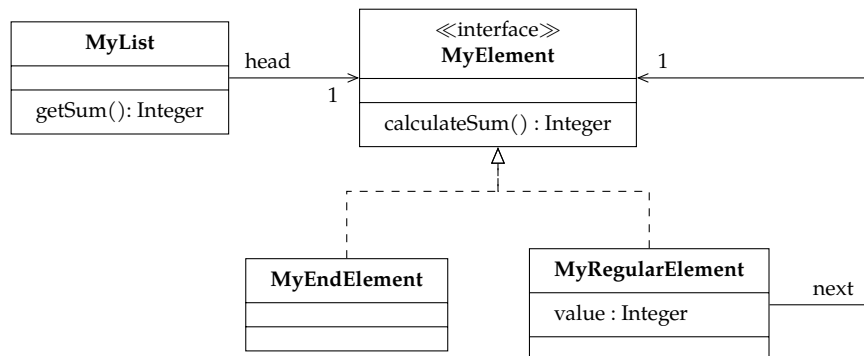 MyList
getSum(): Integer
head
1
≪interface≫
MyElement
calculateSum() : Integer
1
MyEndElement
MyRegularElement
value : Integer
next